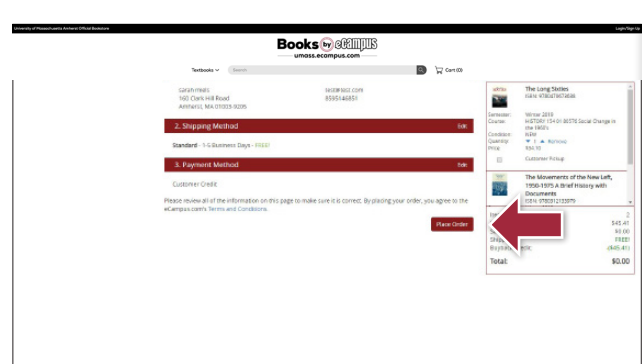 University of Massachusetts Amherst Official Bookstore
Login/Sign Up
Books by eCampus
umass.ecampus.com
Textbooks
Search
Cart (0)
160 Clark Hill Road
Amherst, MA 01003-9205
test@test.com
8595146851
2. Shipping Method
Edit
Standard - 1-5 Business Days - FREE!
3. Payment Method
Edit
Customer Credit
Please review all of the information on this page to make sure it is correct. By placing your order, you agree to the
eCampus.com's Terms and Conditions.
Place Order
The Long Sixties
Semester: Winter 2018
Course: HISTORY 154 01 80576 Social Change in
the 1960's
Condition: NEW
Quantity: 1 Remove
Price:
Customer Pickup
The Movements of the New Left,
1950-1975 A Brief History with
Documents
ISBN: 9780312133979
2
$45.41
$0.00
FREE!
-($45.41)
Total: $0.00